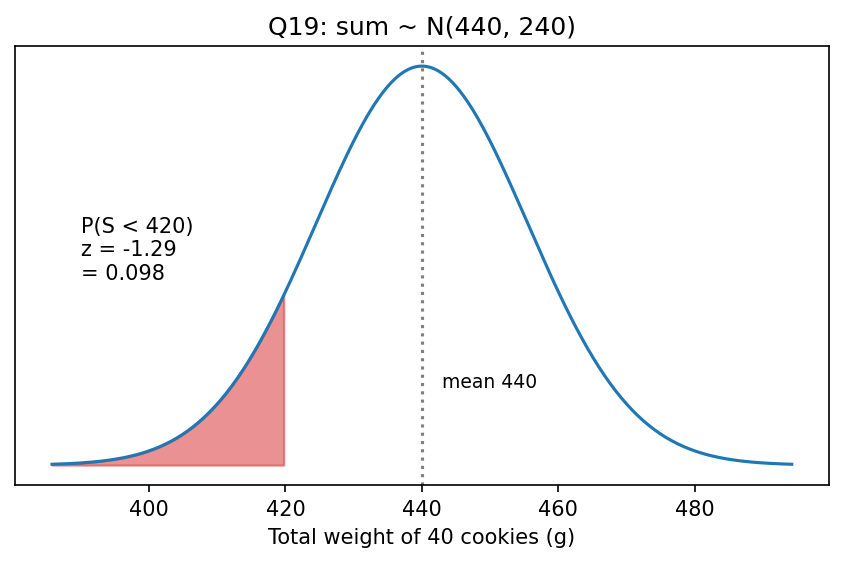 Q19: sum ~ N(440, 240)
P(S < 420)
z = -1.29
= 0.098
mean 440
400 420 440 460 480
Total weight of 40 cookies (g)